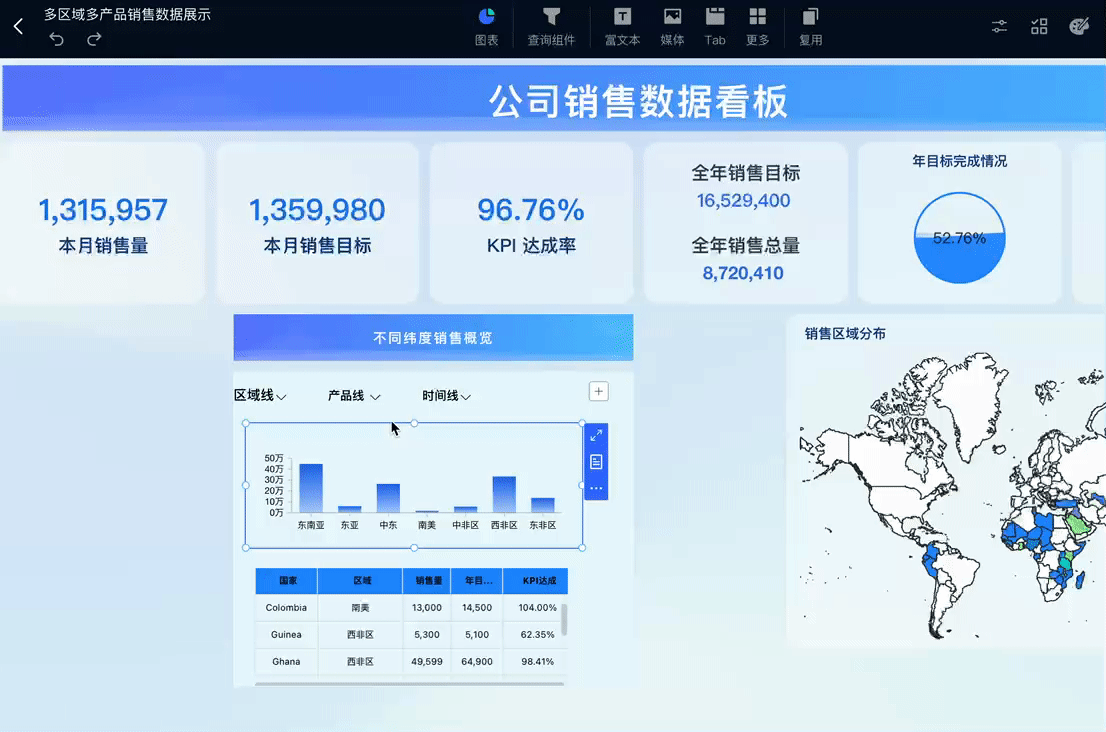 多区域多产品销售数据展示
图表 查询组件 富文本 媒体 Tab 更多 复用
公司销售数据看板
1,315,957
本月销售量
1,359,980
本月销售目标
96.76%
KPI 达成率
全年销售目标
16,529,400
全年销售总量
8,720,410
年目标完成情况
52.76%
不同纬度销售概览
区域线 产品线 时间线
50万
40万
30万
20万
10万
0万
东南亚 东亚 中东 南美 中非区 西非区 东非区
国家 区域 销售量 年目... KPI达成
Colombia 南美 13,000 14,500 104.00%
Guinea 西非区 5,300 5,100 62.35%
Ghana 西非区 49,599 64,900 98.41%
销售区域分布